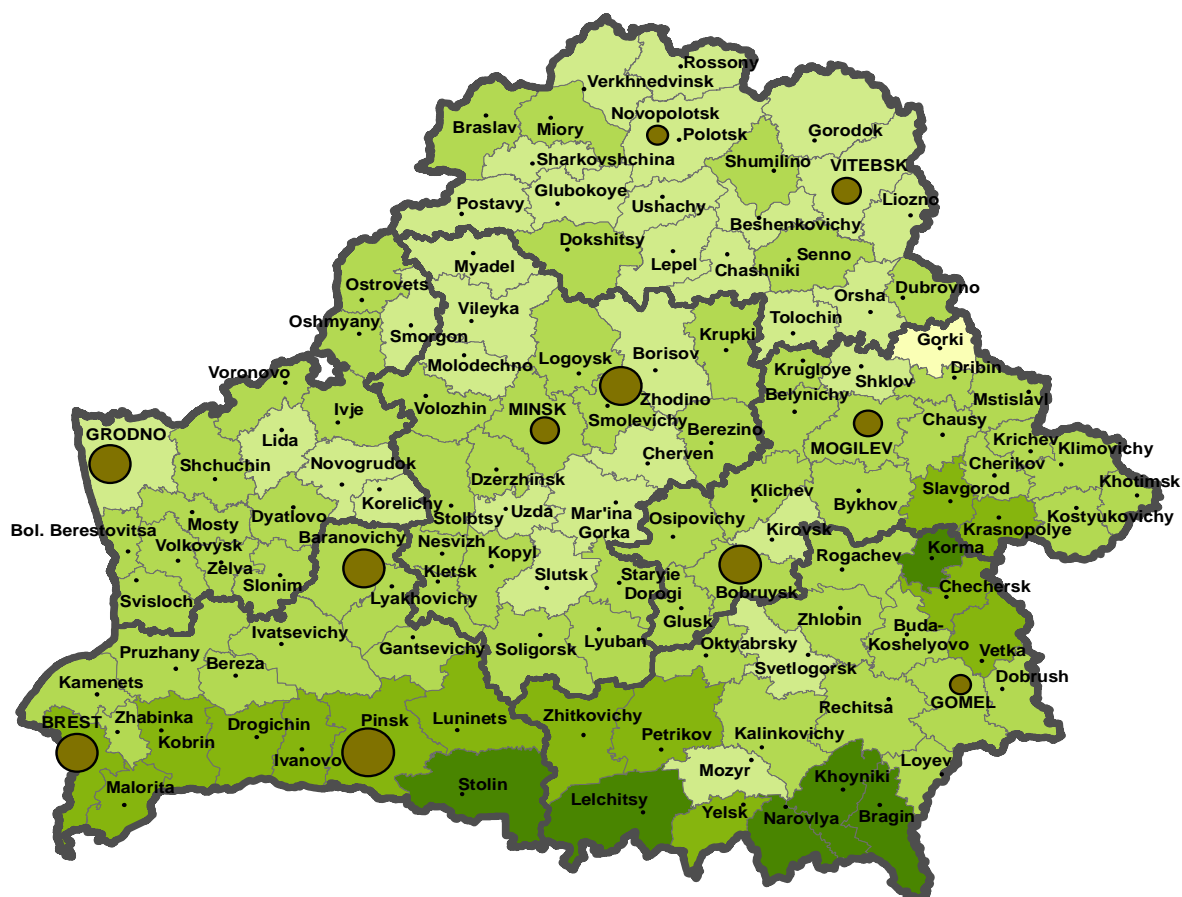 Rossony
Verkhnedvinsk
Novopolotsk
Braslav
Miory
Polotsk
Gorodok
Sharkovshchina
Shumilino
VITEBSK
Glubokoye
Postavy
Ushachy
Liozno
Beshenkovichy
Dokshitsy
Senno
Myadel
Lepel
Chashniki
Ostrovets
Dubrovno
Orsha
Vileyka
Oshmyany
Tolochin
Smorgon
Krupki
Gorki
Logoysk
Borisov
Molodechno
Voronovo
Krugloye
Shklov
Dribin
Zhodino
Belynichy
Mstislavl
Ivje
Volozhin
MINSK
Smolevichy
Berezino
Chausy
GRODNO
Lida
MOGILEV
Krichev
Klimovichy
Shchuchin
Novogrudok
Cherven
Cherikov
Dzerzhinsk
Khotimsk
Korelichy
Klichev
Bykhov
Slavgorod
Stolbtsy
Uzda
Mar'ina
Gorka
Osipovichy
Kostyukovichy
Bol. Berestovitsa
Mosty
Dyatlovo
Baranovichy
Kirovsk
Krasnopolye
Volkovysk
Nesvizh
Kopyl
Rogachev
Korma
Zelva
Kletsk
Slutsk
Staryie
Dorogi
Bobruysk
Chechersk
Slonim
Lyakhovichy
Svisloch
Glusk
Zhlobin
Buda-
Koshelyovo
Ivatsevichy
Gantsevichy
Soligorsk
Lyuban
Oktyabrsky
Pruzhany
Bereza
Svetlogorsk
Vetka
Kamenets
Dobrush
BREST
Zhabinka
Drogichin
Pinsk
Luninets
Zhitkovichy
Rechitsa
GOMEL
Kobrin
Ivanovo
Petrikov
Kalinkovichy
Loyev
Malorita
Stolin
Mozyr
Khoyniki
Lelchitsy
Yelsk
Narovlya
Bragin